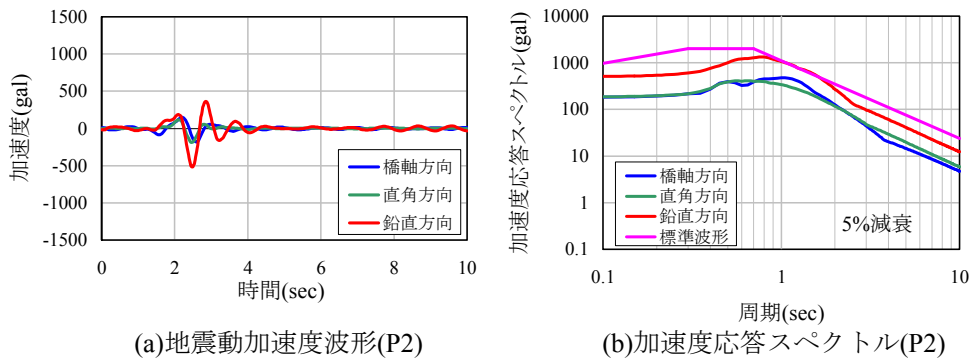 1500
1000
500
0
-500
-1000
-1500
加速度(gal)
橋軸方向
直角方向
鉛直方向
0 2 4 6 8 10
時間(sec)
(a)地震動加速度波形(P2)
10000
1000
100
10
1
0.1
加速度応答スペクトル(gal)
橋軸方向
直角方向
鉛直方向
標準波形
5%減衰
0.1 1 10
周期(sec)
(b)加速度応答スペクトル(P2)